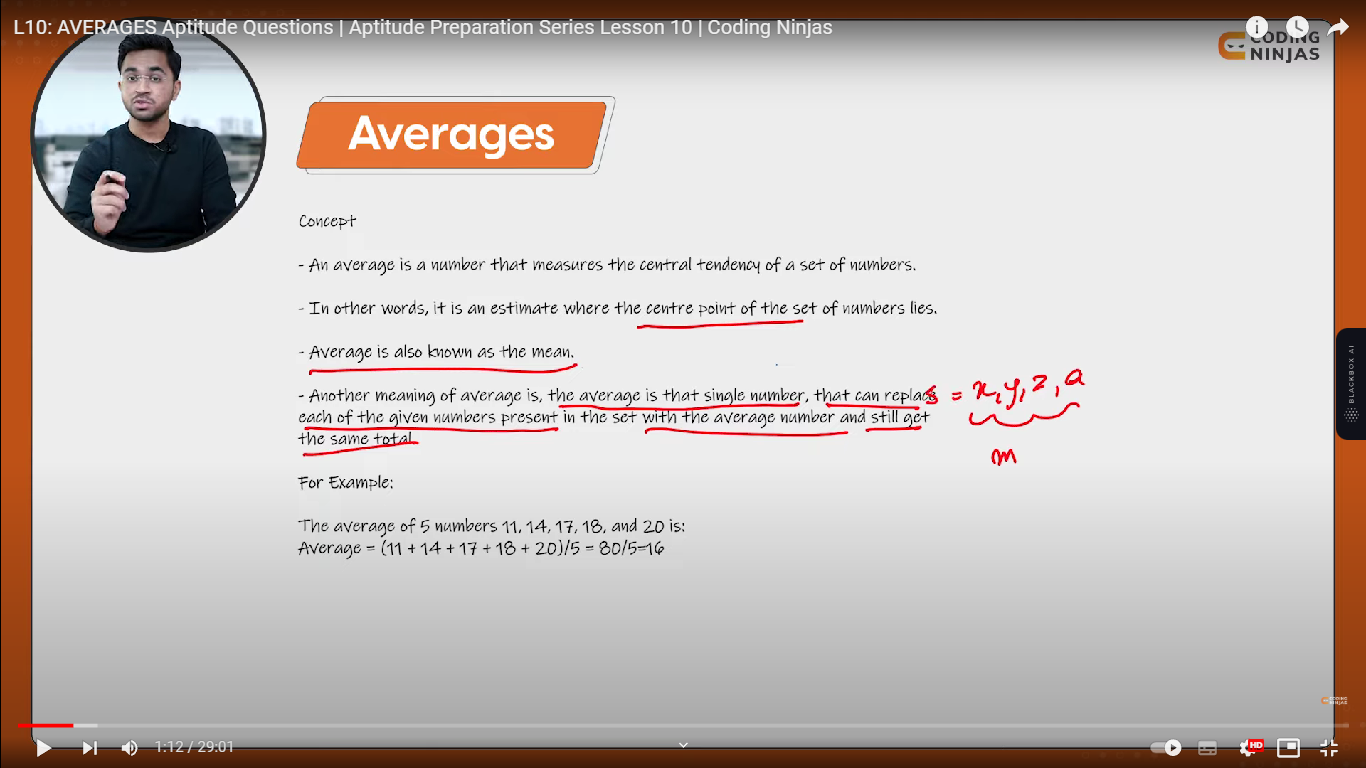 L10: AVERAGES Aptitude Questions | Aptitude Preparation Series Lesson 10 | Coding Ninjas
CODING
NINJAS
Averages
Concept
- An average is a number that measures the central tendency of a set of numbers.
- In other words, it is an estimate where the centre point of the set of numbers lies.
- Average is also known as the mean.
- Another meaning of average is, the average is that single number, that can replace
s = x, y, z, a
each of the given numbers present in the set with the average number and still get
the same total.
m
For Example:
The average of 5 numbers 11, 14, 17, 18, and 20 is:
Average = (11 + 14 + 17 + 18 + 20)/5 = 80/5=16
BLACKBOX AI
CODING
NINJAS
1:12 / 29:01
HD